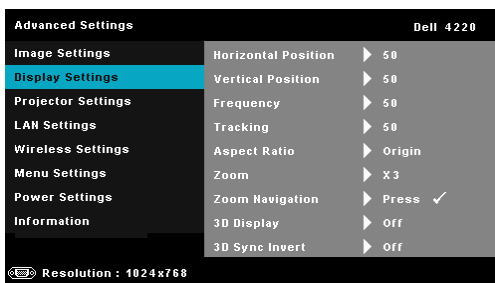 Advanced Settings Dell 4220
Image Settings
Display Settings
Projector Settings
LAN Settings
Wireless Settings
Menu Settings
Power Settings
Information
Horizontal Position 50
Vertical Position 50
Frequency 50
Tracking 50
Aspect Ratio Origin
Zoom X3
Zoom Navigation Press ✓
3D Display Off
3D Sync Invert Off
Resolution : 1024x768